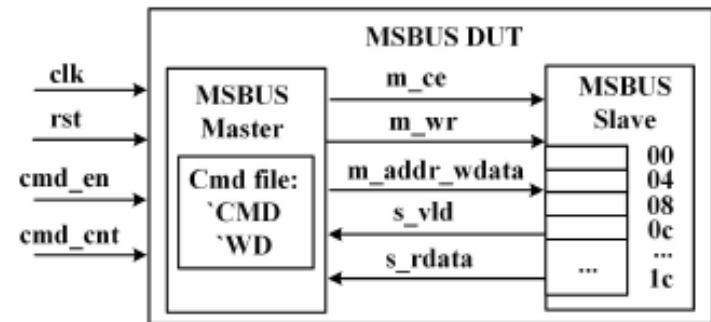 MSBUS DUT
clk
rst
cmd_en
cmd_cnt
MSBUS
Master
Cmd file:
`CMD
`WD
m_ce
m_wr
m_addr_wdata
s_vld
s_rdata
MSBUS
Slave
00
04
08
0c
...
... 1c